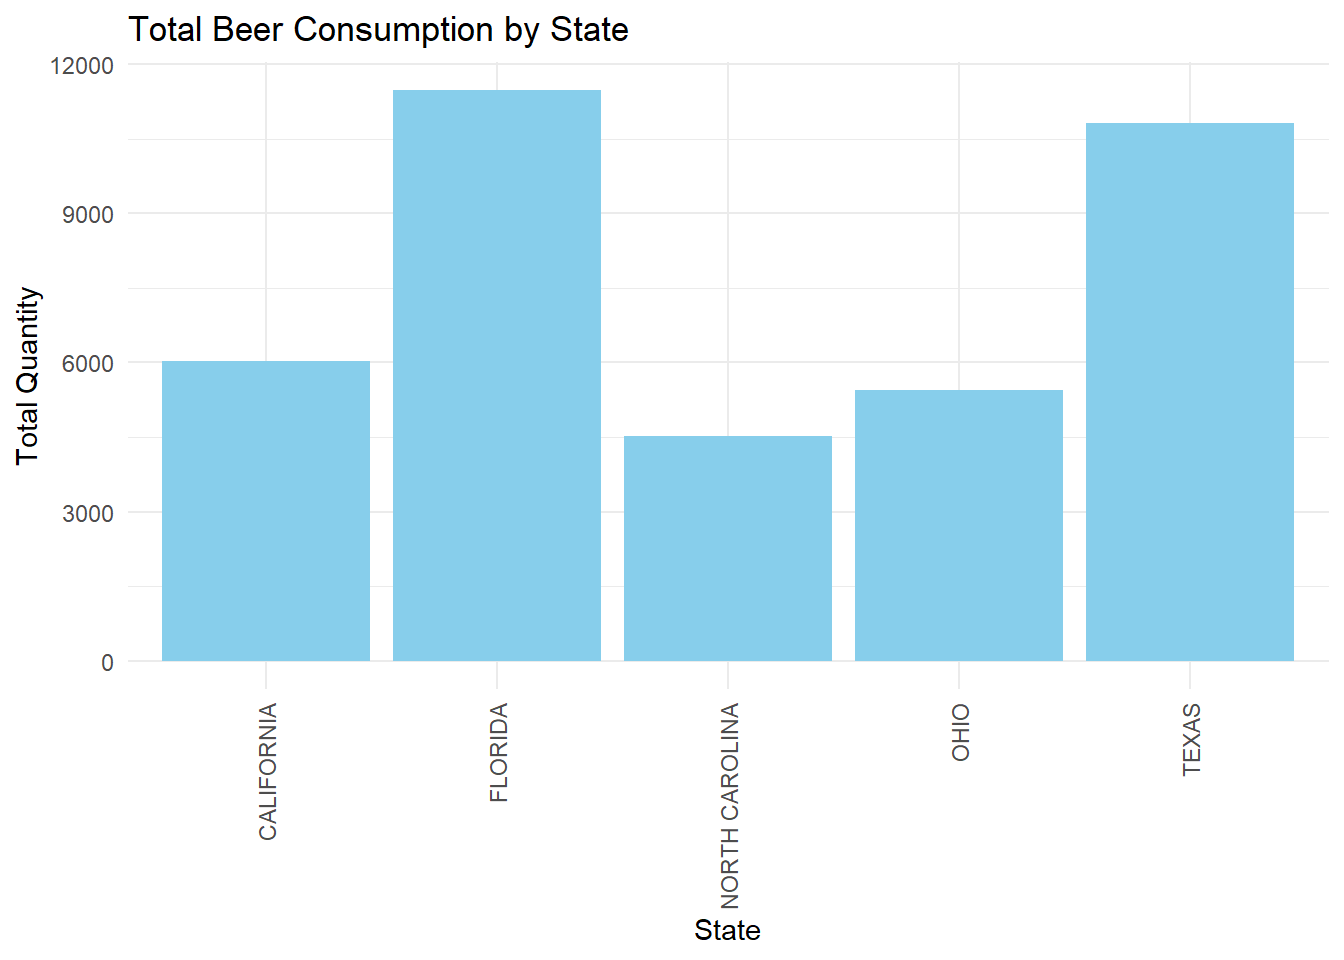 Total Beer Consumption by State
12000
9000
6000
3000
0
Total Quantity
CALIFORNIA
FLORIDA
NORTH CAROLINA
OHIO
TEXAS
State